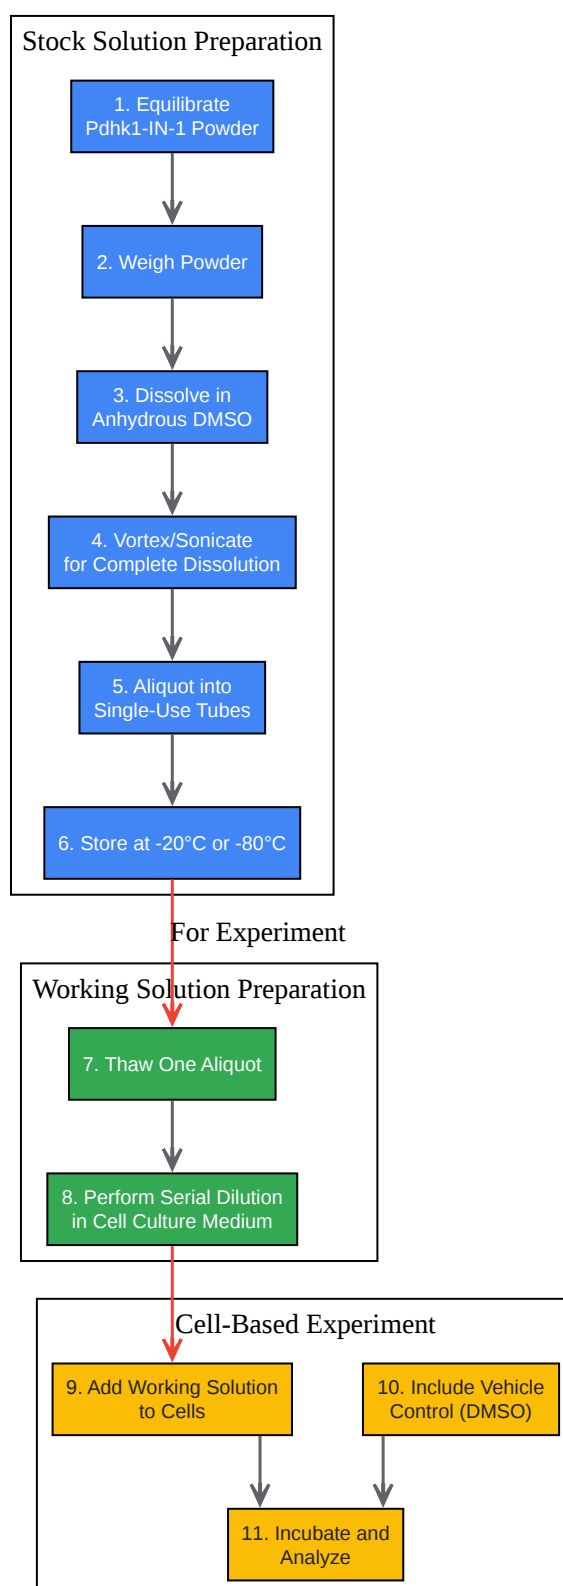 Stock Solution Preparation
1. Equilibrate
Pdhk1-IN-1 Powder
2. Weigh Powder
3. Dissolve in
Anhydrous DMSO
4. Vortex/Sonicate
for Complete Dissolution
5. Aliquot into
Single-Use Tubes
6. Store at -20°C or -80°C
For Experiment
Working Solution Preparation
7. Thaw One Aliquot
8. Perform Serial Dilution
in Cell Culture Medium
Cell-Based Experiment
9. Add Working Solution
to Cells
10. Include Vehicle
Control (DMSO)
11. Incubate and
Analyze